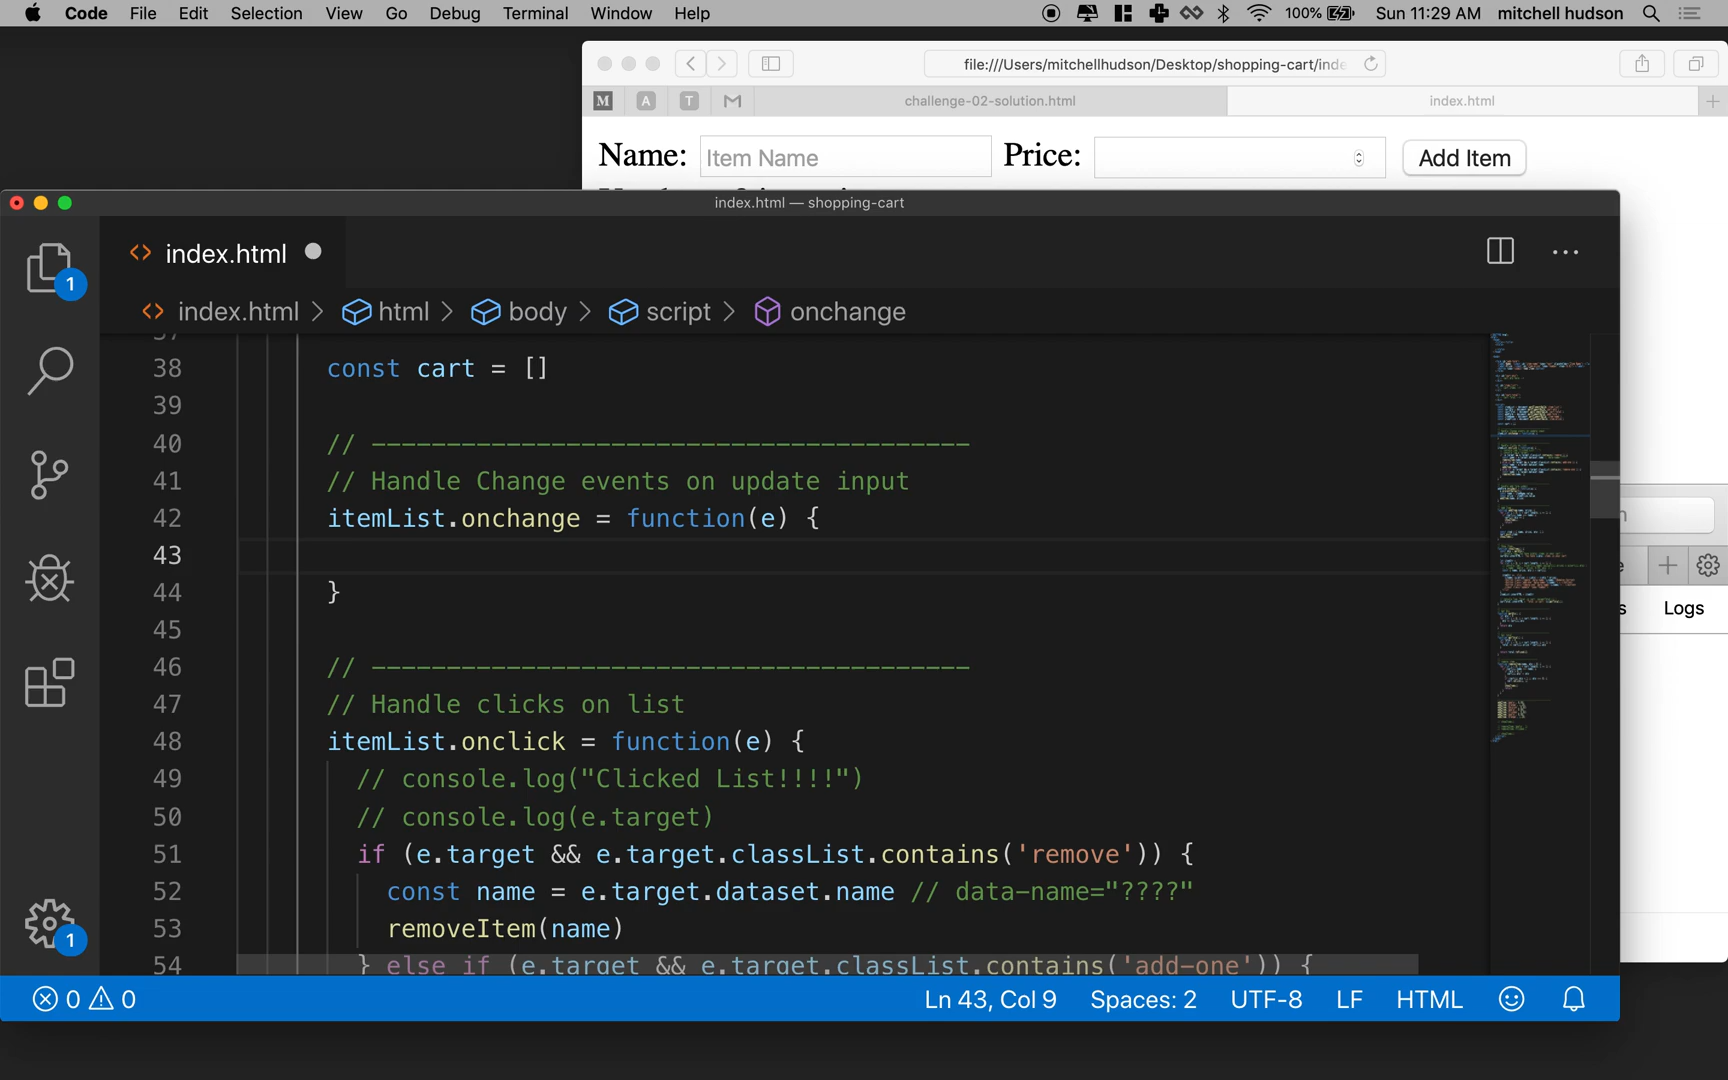 Code File Edit Selection View Go Debug Terminal Window Help 100% Sun 11:29 AM mitchell hudson
file:///Users/mitchellhudson/Desktop/shopping-cart/inde
M A T M challenge-02-solution.html index.html +
Name: Item Name Price: Add Item
index.html — shopping-cart
index.html
index.html > html > body > script > onchange
1
37
38 const cart = []
39
40 // ----------------------------------------
41 // Handle Change events on update input
42 itemList.onchange = function(e) {
43
44 }
45
46 // ----------------------------------------
47 // Handle clicks on list
48 itemList.onclick = function(e) {
49 // console.log("Clicked List!!!!")
50 // console.log(e.target)
51 if (e.target && e.target.classList.contains('remove')) {
52 const name = e.target.dataset.name // data-name="????"
53 removeItem(name)
54 } else if (e.target && e.target.classList.contains('add-one')) {
1
Logs
0 0 Ln 43, Col 9 Spaces: 2 UTF-8 LF HTML